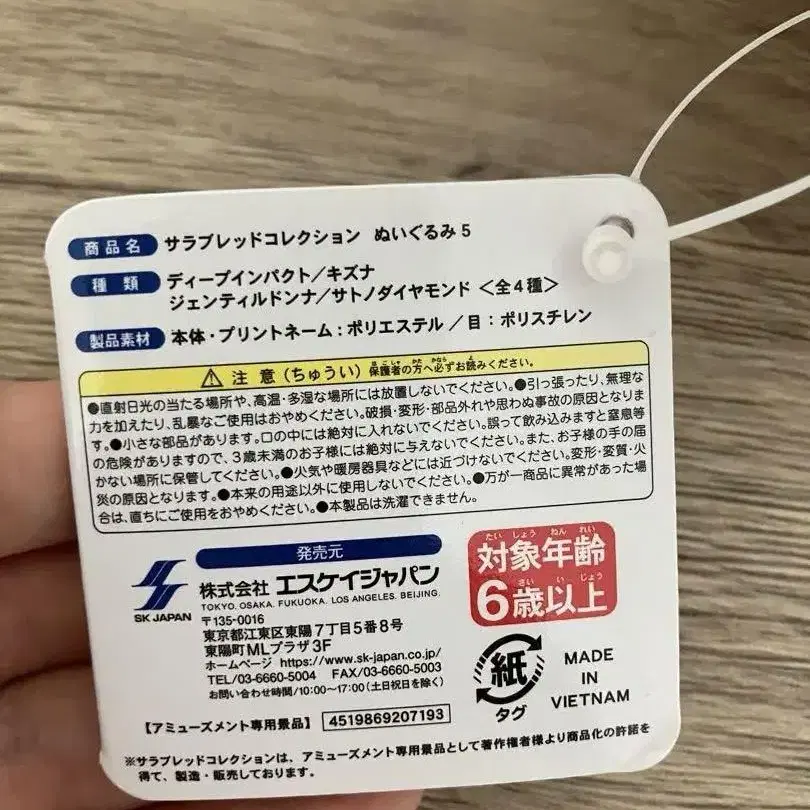 商品名 サラブレッドコレクション ぬいぐるみ 5
種類 ディープインパクト／キズナ
ジェンティルドンナ／サトノダイヤモンド ＜全4種＞
製品素材 本体・プリントネーム：ポリエステル ／ 目：ポリスチレン
⚠ 注意（ちゅうい） 保護者の方へ必ずお読みください。
●直射日光の当たる場所や、高温・多湿な場所には放置しないでください。●引っ張ったり、無理な
力を加えたり、乱暴なご使用はおやめください。破損・変形・部品外れや思わぬ事故の原因となりま
す。●小さな部品があります。口の中には絶対に入れないでください。誤って飲み込みますと窒息等
の危険がありますので、3歳未満のお子様には絶対に与えないでください。また、お子様の手の届
かない場所に保管してください。●火気や暖房器具などには近づけないでください。変形・変質・火
災の原因となります。●本来の用途以外に使用しないでください。●万が一商品に異常があった場
合は、直ちにご使用をおやめください。●本製品は洗濯できません。
発売元
SK JAPAN
株式会社 エスケイジャパン
TOKYO. OSAKA. FUKUOKA. LOS ANGELES. BEIJING.
〒135-0016
東京都江東区東陽7丁目5番8号
東陽町MLプラザ3F
ホームページ https://www.sk-japan.co.jp/
TEL/03-6660-5004 FAX/03-6660-5003
お問い合わせ時間/10:00〜17:00（土日祝日を除く）
たいしょうねんれい
対象年齢
さいいじょう
6歳以上
紙
タグ
MADE
IN
VIETNAM
【アミューズメント専用景品】 4519869207193
※サラブレッドコレクションは、アミューズメント専用景品として著作権者様より商品化の許諾を
得て、製造・販売しております。